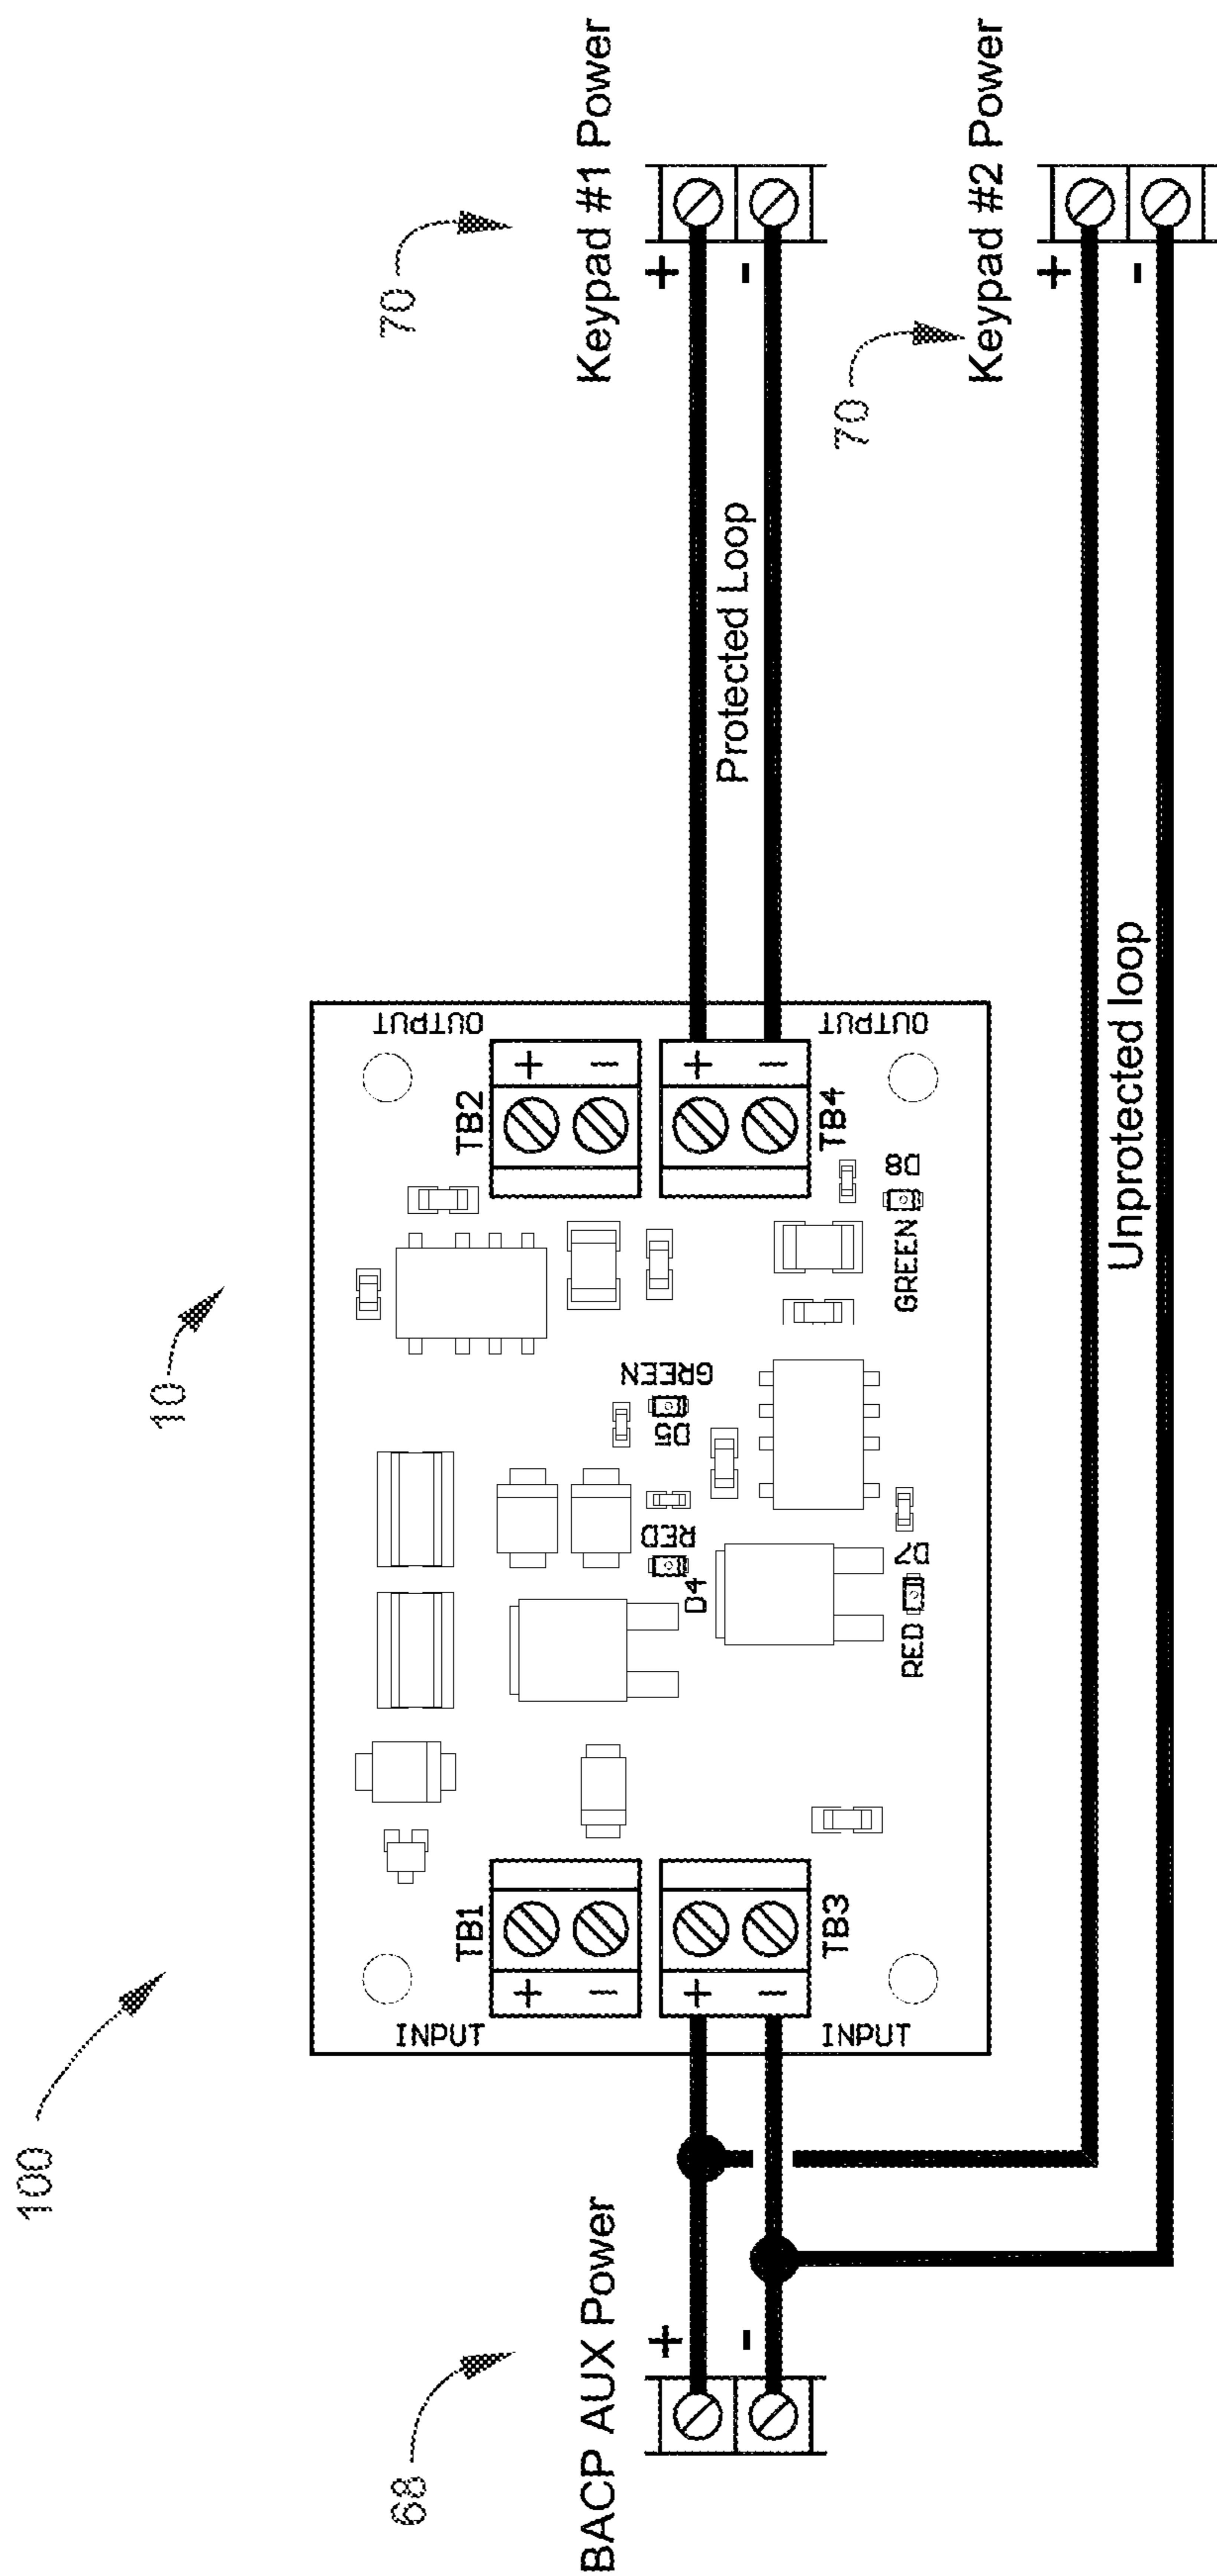 100
10
68
BACP AUX Power
+
-
INPUT
TB1
+
−
+
−
TB3
INPUT
RED
D4
GREEN
D5
RED
D7
GREEN
D8
OUTPUT
TB2
+
−
+
−
TB4
OUTPUT
Protected Loop
70
Keypad #1 Power
+
-
Unprotected loop
70
Keypad #2 Power
+
-